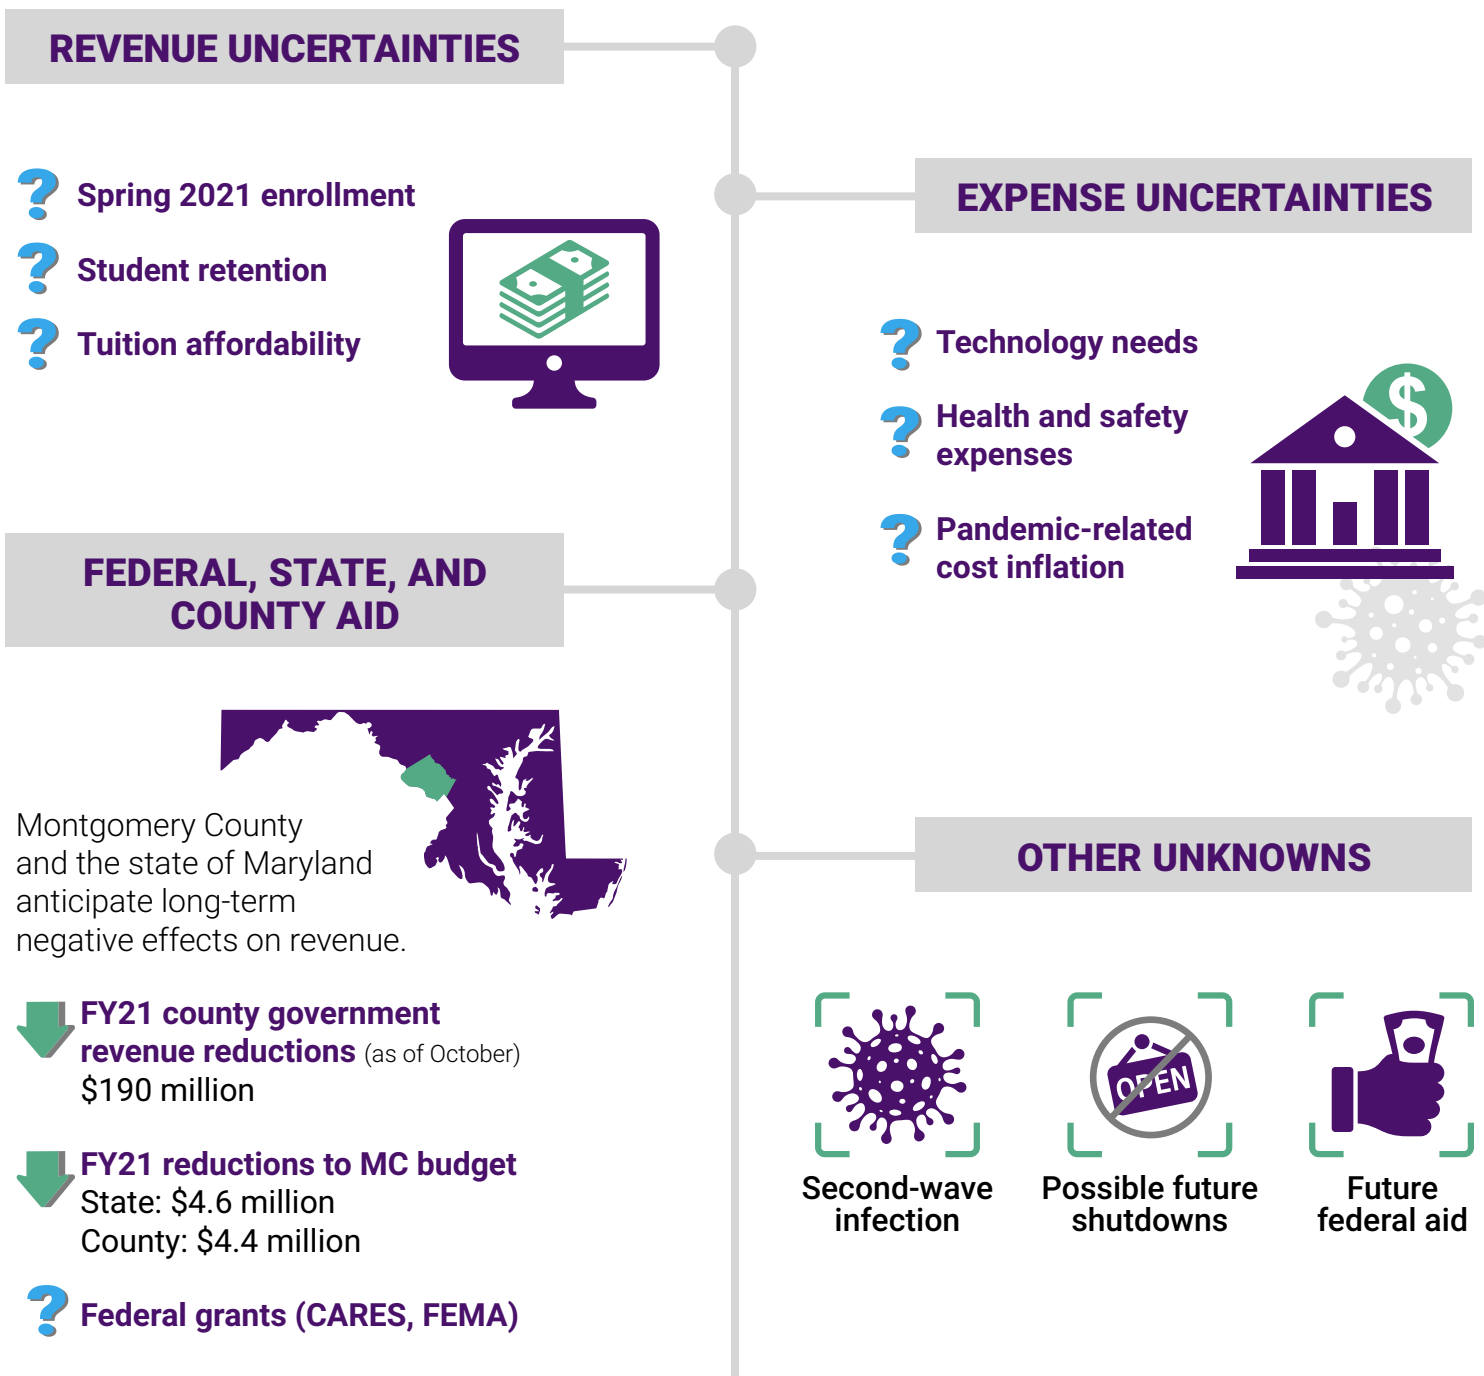 REVENUE UNCERTAINTIES
Spring 2021 enrollment
Student retention
Tuition affordability
EXPENSE UNCERTAINTIES
Technology needs
Health and safety
expenses
Pandemic-related
cost inflation
$
FEDERAL, STATE, AND
COUNTY AID
Montgomery County
and the state of Maryland
anticipate long-term
negative effects on revenue.
FY21 county government
revenue reductions (as of October)
$190 million
FY21 reductions to MC budget
State: $4.6 million
County: $4.4 million
Federal grants (CARES, FEMA)
OTHER UNKNOWNS
OPEN
Second-wave
infection
Possible future
shutdowns
Future
federal aid